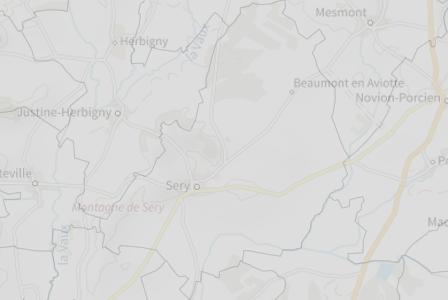 Mesmont
Herbigny
la Vaux
Beaumont en Aviotte
Novion-Porcien
Justine-Herbigny
Sery
Montagne de Sery
la Vaux